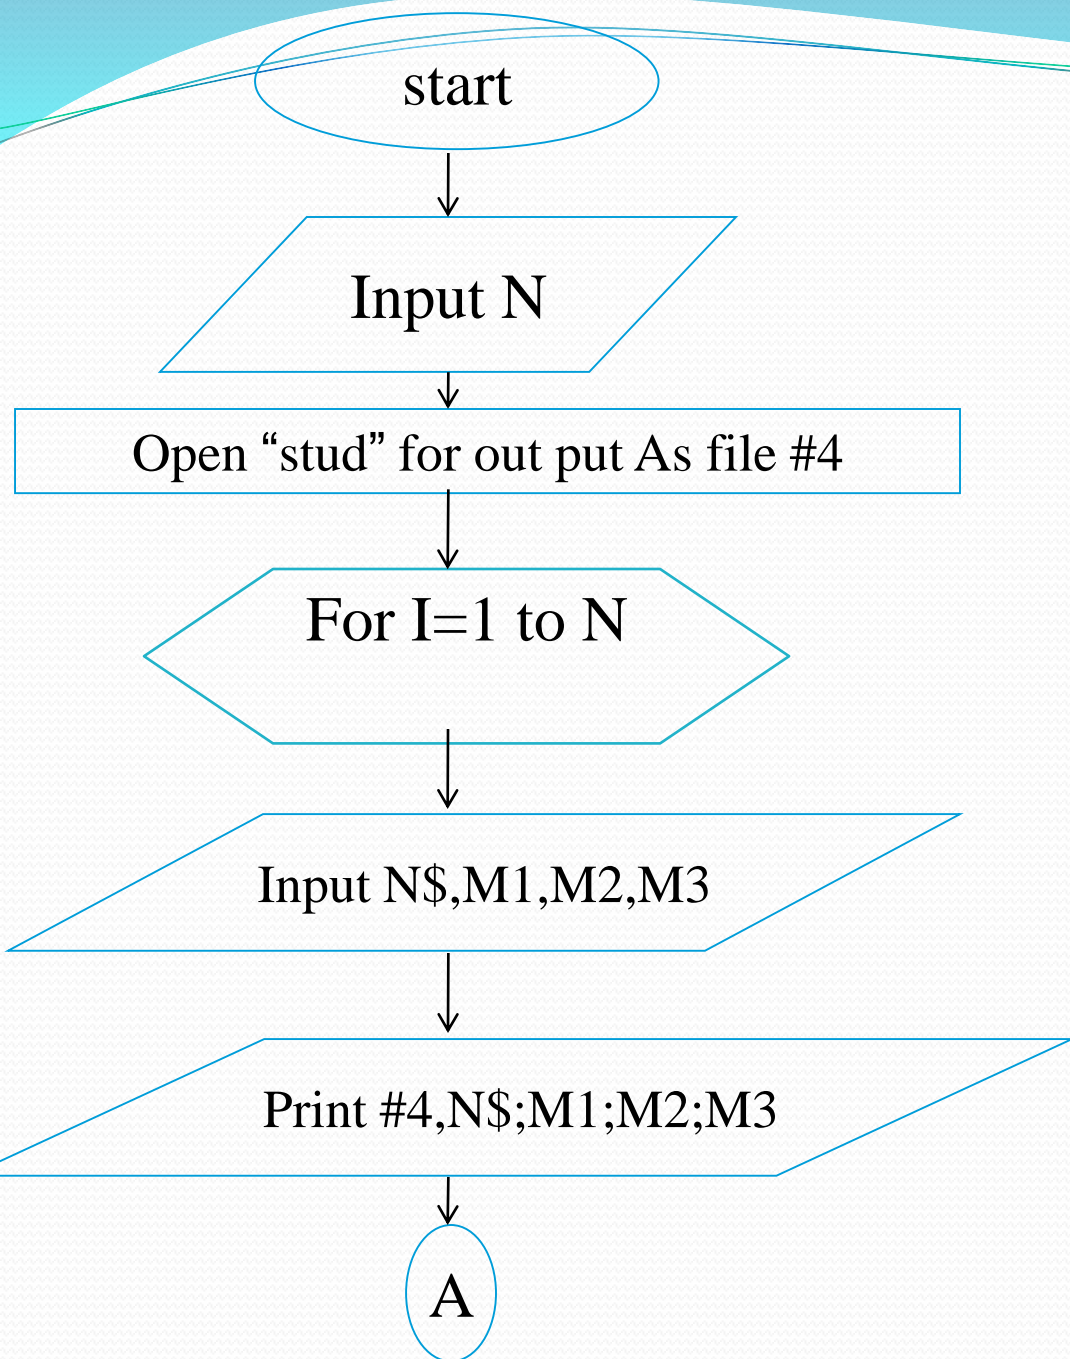 start
Input N
Open “stud” for out put As file #4
For I=1 to N
Input N$,M1,M2,M3
Print #4,N$;M1;M2;M3
A